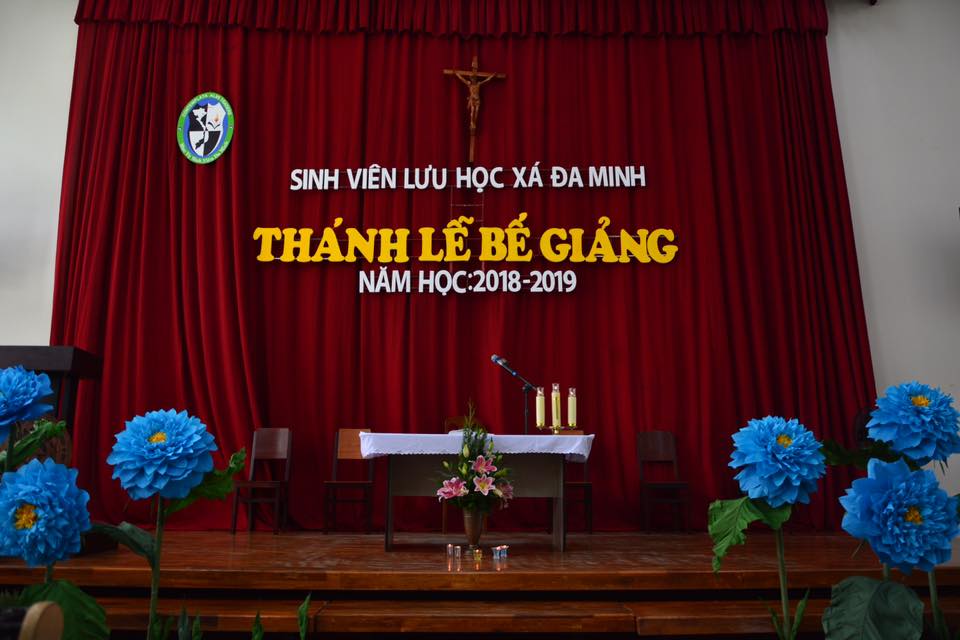 SINH VIÊN LƯU HỌC XÁ ĐA MINH
THÁNH LỄ BẾ GIẢNG
NĂM HỌC:2018-2019